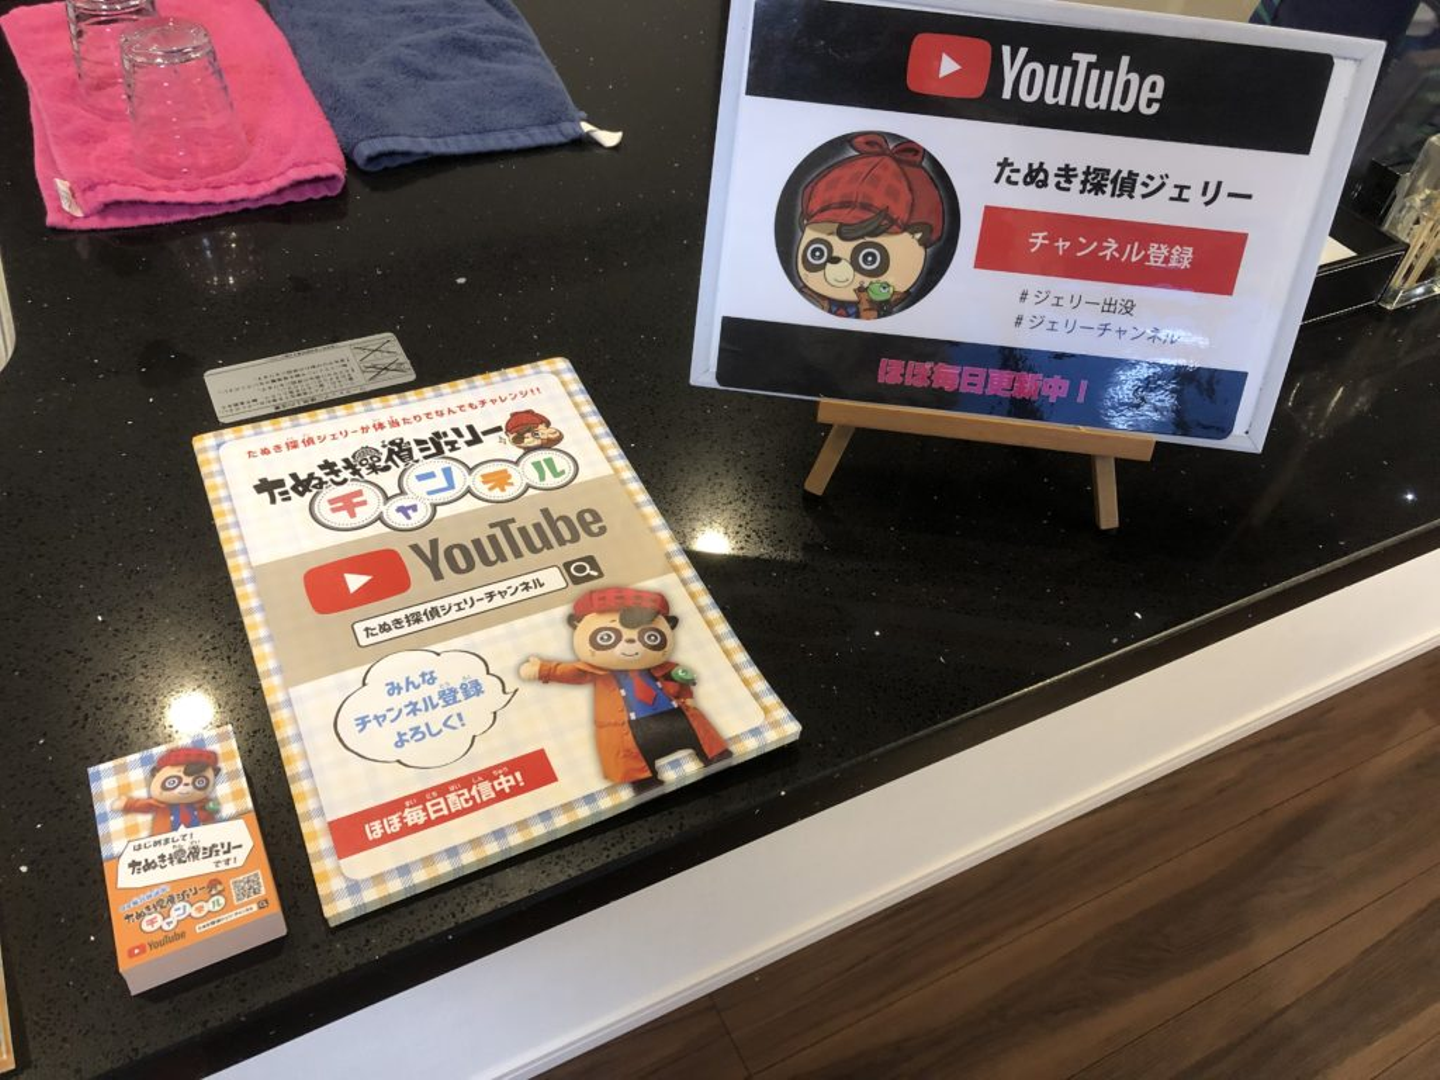 YouTube
たぬき探偵ジェリー
チャンネル登録
#ジェリー出没
#ジェリーチャンネル
ほぼ毎日更新中！
たぬき探偵ジェリーが体当たりでなんでもチャレンジ!!
たぬき探偵ジェリー
チャンネル
YouTube
たぬき探偵ジェリーチャンネル
みんな
チャンネル登録
よろしく!
ほぼ毎日配信中!
はじめまして!
たぬき探偵ジェリー
です!
たぬき探偵ジェリー
チャンネル
YouTube